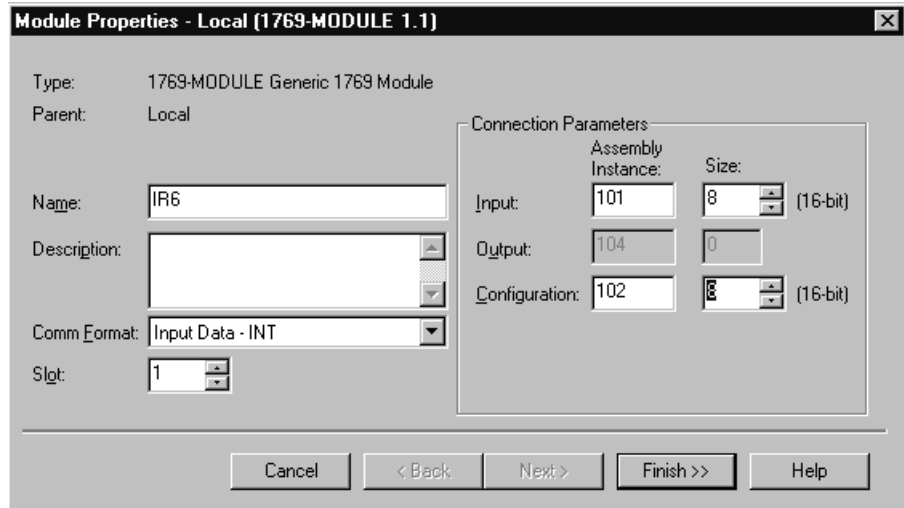 Module Properties - Local (1769-MODULE 1.1)
Type: 1769-MODULE Generic 1769 Module
Parent: Local
Connection Parameters
Assembly Instance:
Size:
Name: IR6
Input: 101 8 (16-bit)
Description:
Output: 104 0
Configuration: 102 8 (16-bit)
Comm Format: Input Data - INT
Slot: 1
Cancel
< Back
Next >
Finish >>
Help